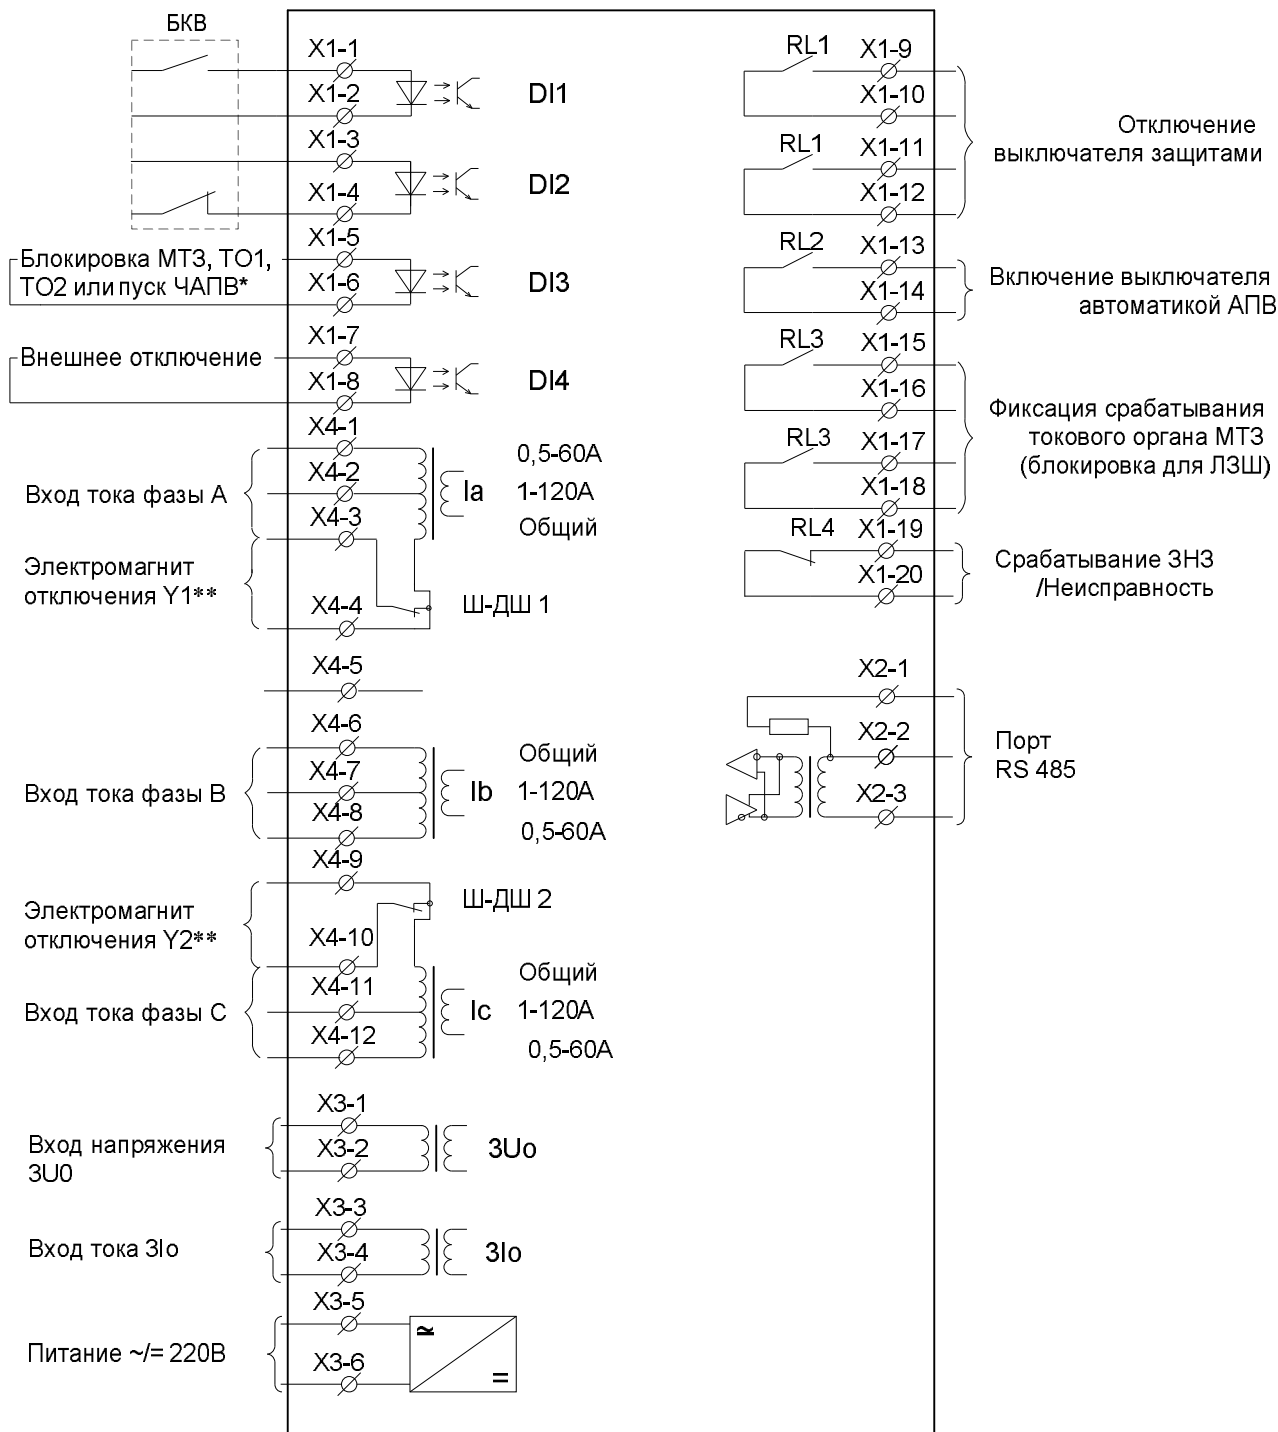 БКВ
X1-1
X1-2
DI1
X1-3
X1-4
DI2
X1-5
Блокировка МТЗ, ТО1,
ТО2 или пуск ЧАПВ*
X1-6
DI3
X1-7
Внешнее отключение
X1-8
DI4
X4-1
0,5-60А
X4-2
Вход тока фазы А
Ia
1-120А
X4-3
Общий
Электромагнит
отключения Y1**
X4-4
Ш-ДШ 1
X4-5
X4-6
Общий
X4-7
Вход тока фазы В
Ib
1-120А
X4-8
0,5-60А
X4-9
Ш-ДШ 2
Электромагнит
отключения Y2**
X4-10
Общий
X4-11
Вход тока фазы С
Ic
1-120А
X4-12
0,5-60А
X3-1
Вход напряжения
3U0
X3-2
3Uo
X3-3
Вход тока 3Io
X3-4
3Io
X3-5
Питание ~/= 220В
X3-6
≃
=
RL1
X1-9
X1-10
Отключение
выключателя защитами
RL1
X1-11
X1-12
RL2
X1-13
X1-14
Включение выключателя
автоматикой АПВ
RL3
X1-15
X1-16
Фиксация срабатывания
токового органа МТЗ
(блокировка для ЛЗШ)
RL3
X1-17
X1-18
RL4
X1-19
X1-20
Срабатывание ЗНЗ
/Неисправность
X2-1
X2-2
Порт
RS 485
X2-3